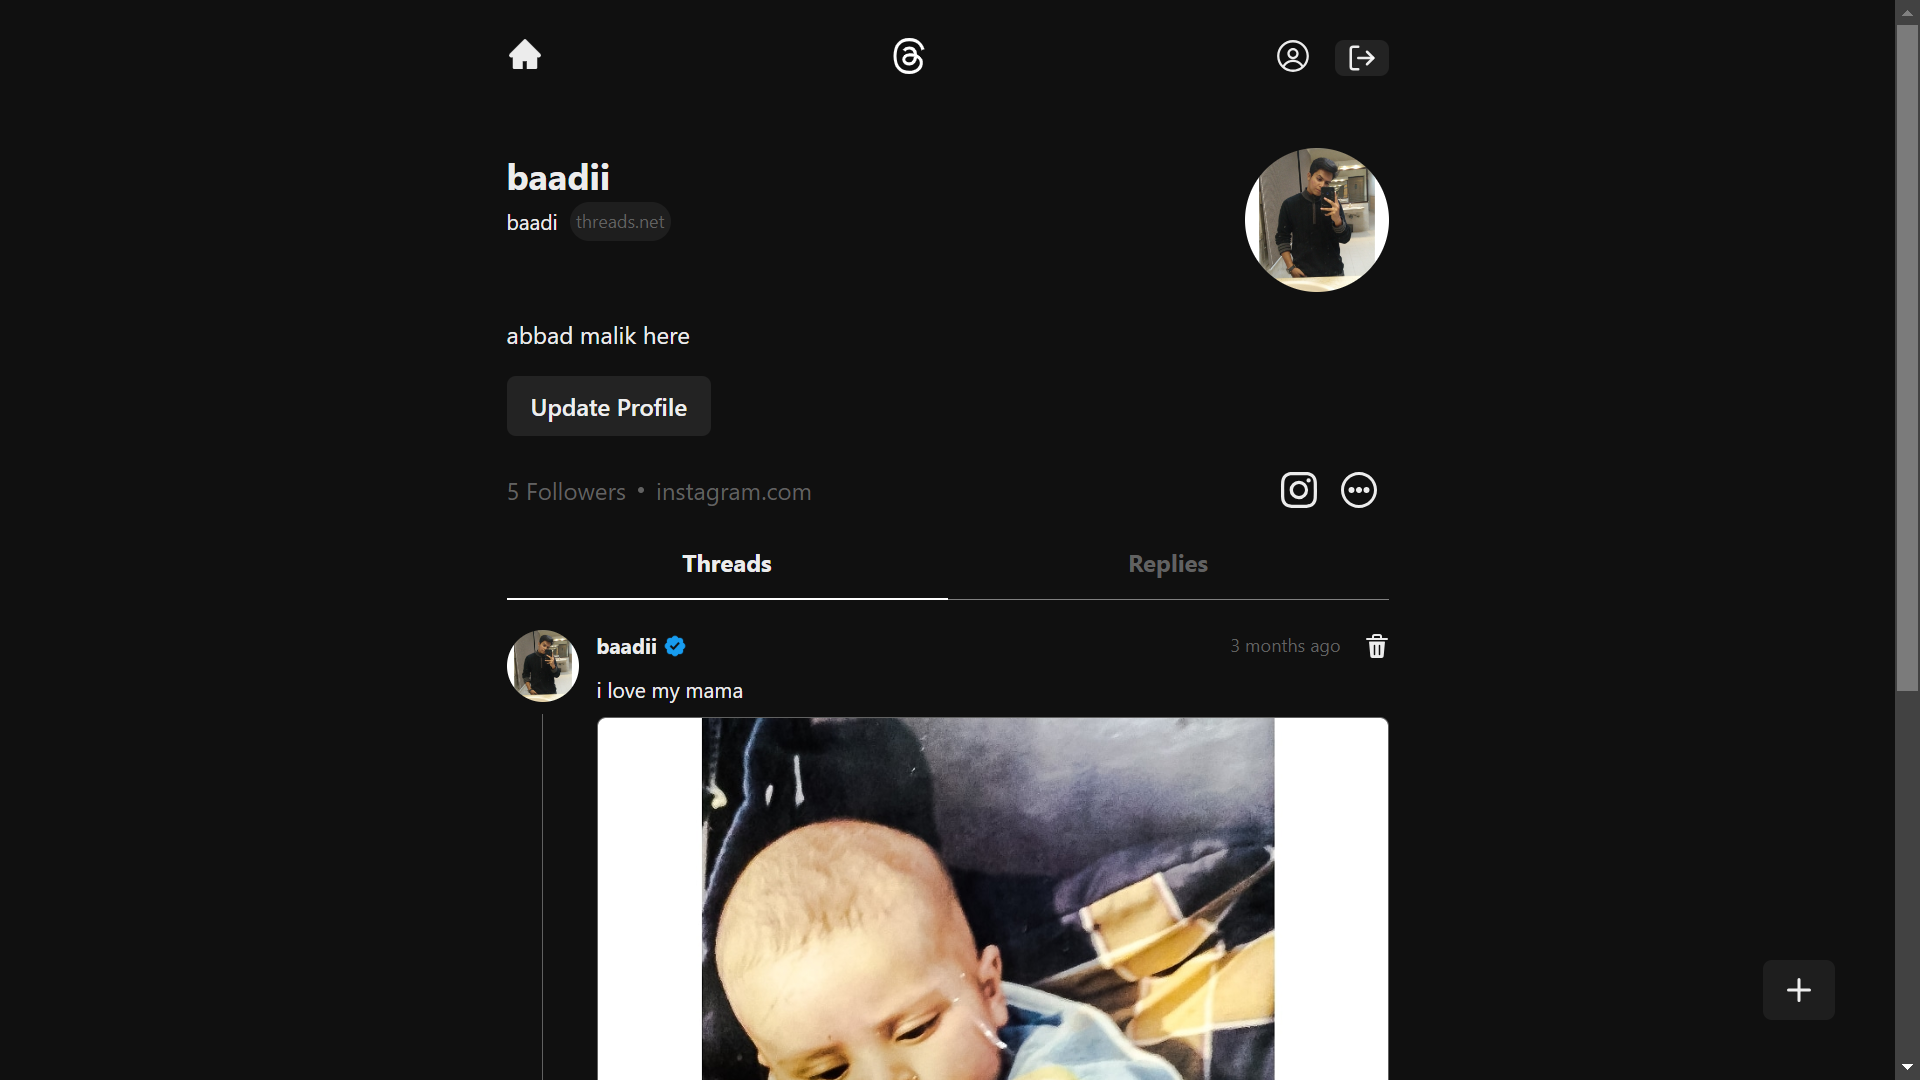 baadii
baadi threads.net
abbad malik here
Update Profile
5 Followers • instagram.com
Threads Replies
baadii 3 months ago
i love my mama